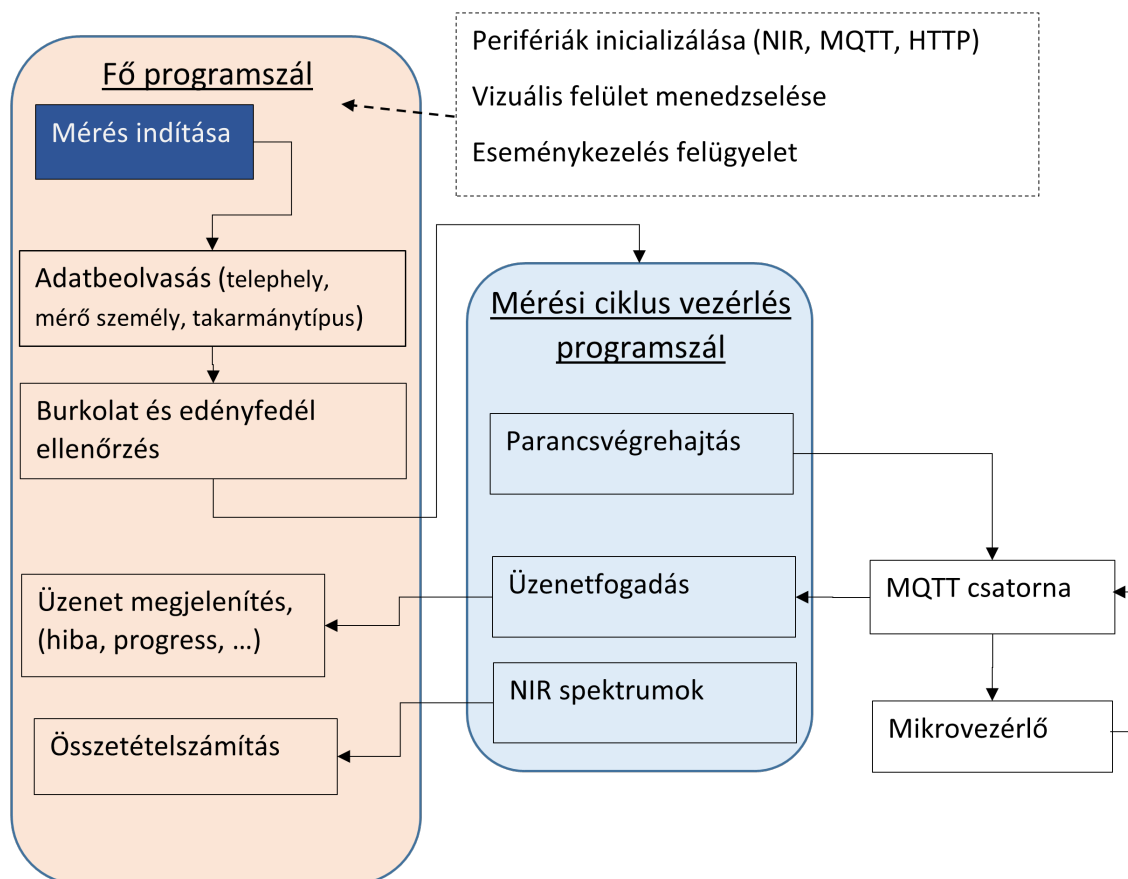 Perifériák inicializálása (NIR, MQTT, HTTP)
Vizuális felület menedzselése
Eseménykezelés felügyelet
Fő programszál
Mérés indítása
Adatbeolvasás (telephely,
mérő személy, takarmánytípus)
Burkolat és edényfedél
ellenőrzés
Üzenet megjelenítés,
(hiba, progress, ...)
Összetételszámítás
Mérési ciklus vezérlés
programszál
Parancsvégrehajtás
Üzenetfogadás
NIR spektrumok
MQTT csatorna
Mikrovezérlő